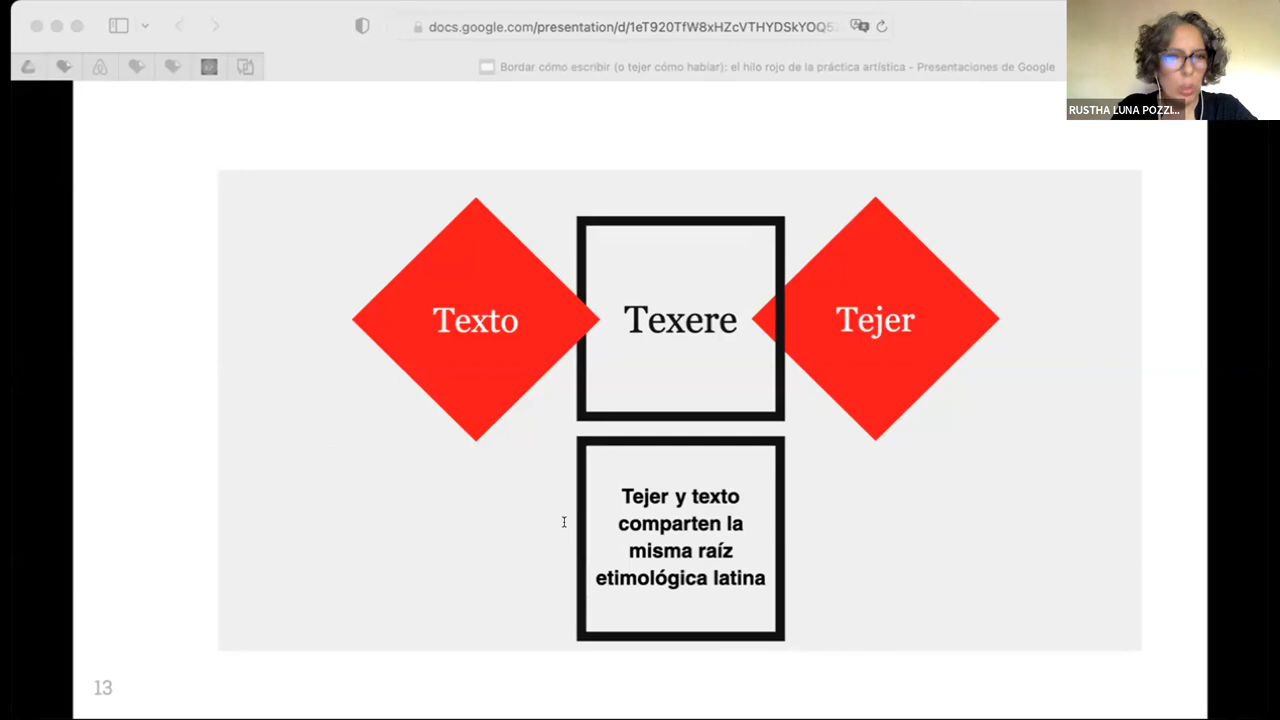 docs.google.com/presentation/d/1eT920TfW8xHZcVTHYDSkYOQ5
Bordar cómo escribir (o tejer cómo hablar): el hilo rojo de la práctica artística - Presentaciones de Google
RUSTHA LUNA POZZI...
Texto
Texere
Tejer
Tejer y texto
comparten la
misma raíz
etimológica latina
13